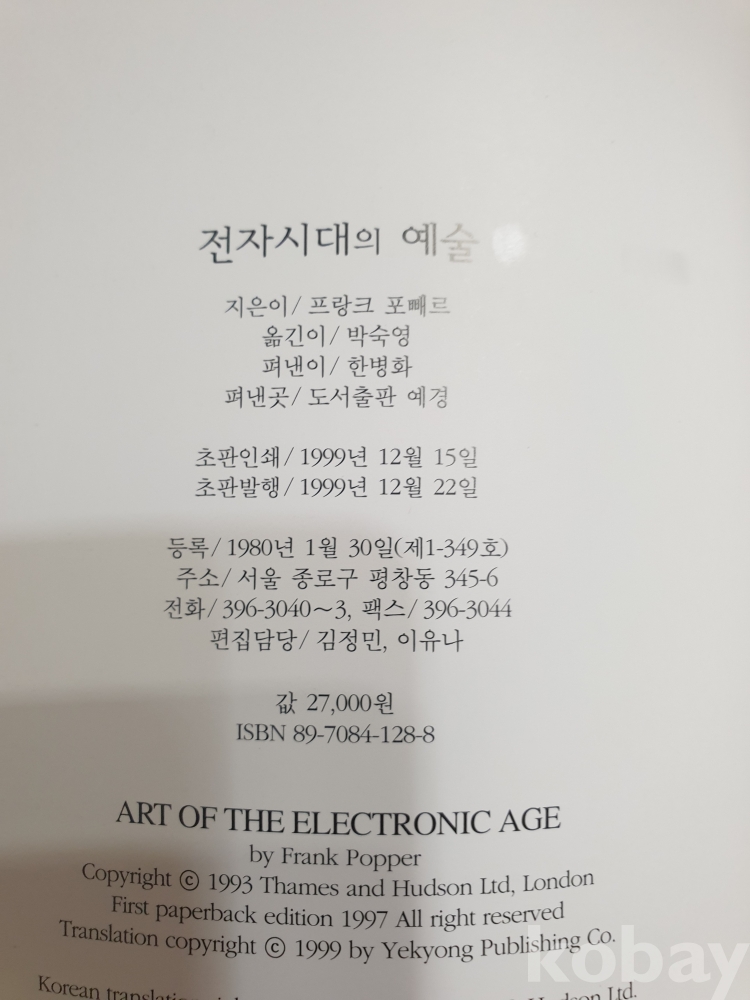 전자시대의 예술
지은이/ 프랑크 포빼르
옮긴이/ 박숙영
펴낸이/ 한병화
펴낸곳/ 도서출판 예경
초판인쇄/ 1999년 12월 15일
초판발행/ 1999년 12월 22일
등록/ 1980년 1월 30일(제1-349호)
주소/ 서울 종로구 평창동 345-6
전화/ 396-3040～3, 팩스/ 396-3044
편집담당/ 김정민, 이유나
값 27,000원
ISBN 89-7084-128-8
ART OF THE ELECTRONIC AGE
by Frank Popper
Copyright ⓒ 1993 Thames and Hudson Ltd, London
First paperback edition 1997 All right reserved
Translation copyright ⓒ 1999 by Yekyong Publishing Co.
Korean Ltd.
kobay